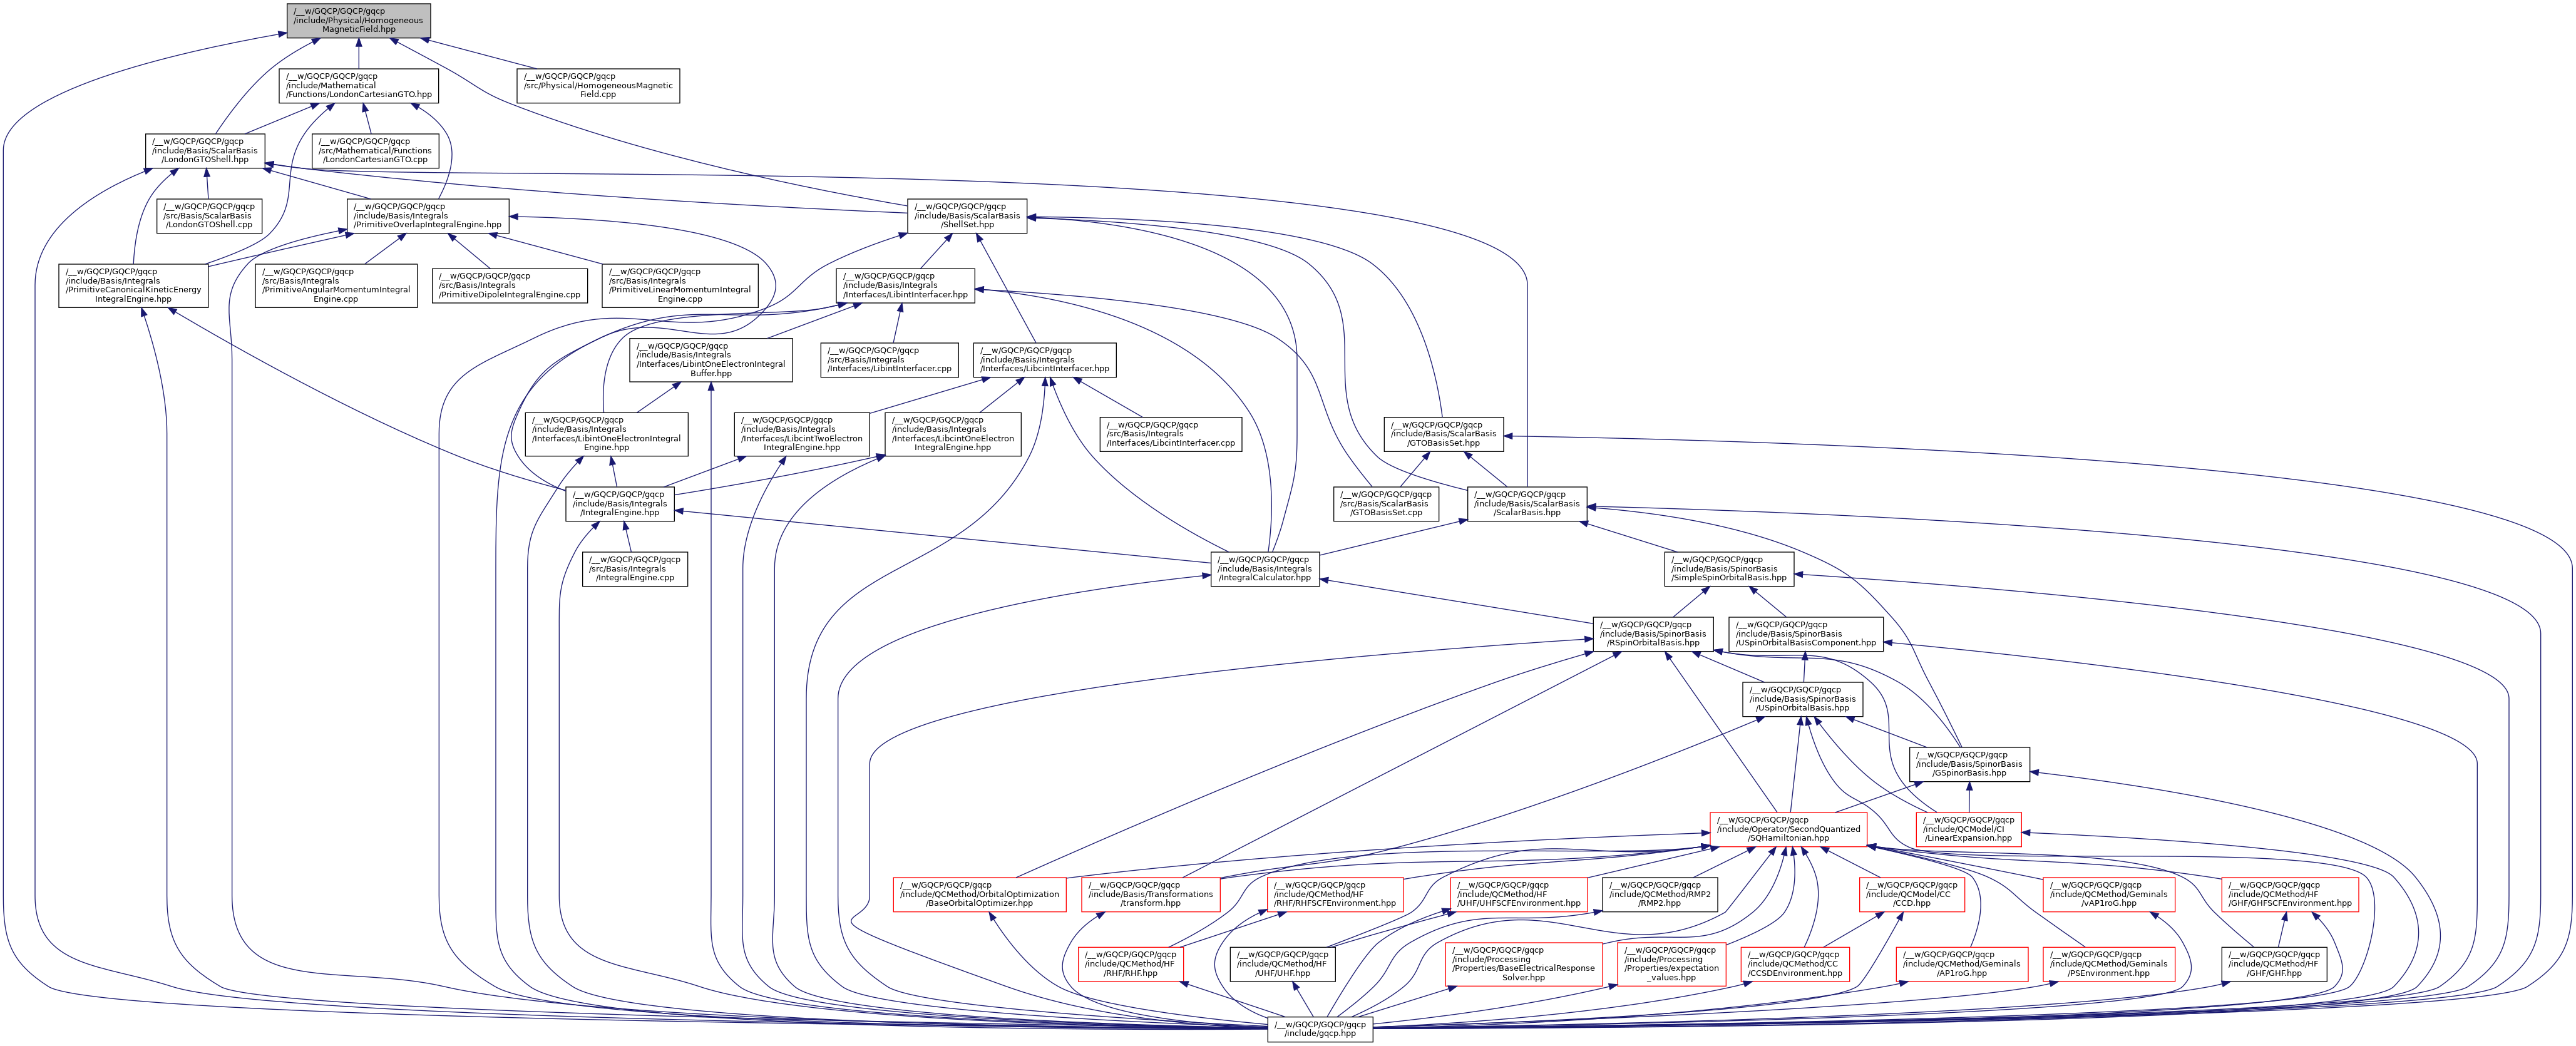 /__w/GQCP/GQCP/gqcp
/include/Physical/Homogeneous
MagneticField.hpp
/__w/GQCP/GQCP/gqcp
/include/Mathematical
/Functions/LondonCartesianGTO.hpp
/__w/GQCP/GQCP/gqcp
/src/Physical/HomogeneousMagnetic
Field.cpp
/__w/GQCP/GQCP/gqcp
/include/Basis/ScalarBasis
/LondonGTOShell.hpp
/__w/GQCP/GQCP/gqcp
/src/Mathematical/Functions
/LondonCartesianGTO.cpp
/__w/GQCP/GQCP/gqcp
/src/Basis/ScalarBasis
/LondonGTOShell.cpp
/__w/GQCP/GQCP/gqcp
/include/Basis/Integrals
/PrimitiveOverlapIntegralEngine.hpp
/__w/GQCP/GQCP/gqcp
/include/Basis/ScalarBasis
/ShellSet.hpp
/__w/GQCP/GQCP/gqcp
/include/Basis/Integrals
/PrimitiveCanonicalKineticEnergy
IntegralEngine.hpp
/__w/GQCP/GQCP/gqcp
/src/Basis/Integrals
/PrimitiveAngularMomentumIntegral
Engine.cpp
/__w/GQCP/GQCP/gqcp
/src/Basis/Integrals
/PrimitiveDipoleIntegralEngine.cpp
/__w/GQCP/GQCP/gqcp
/src/Basis/Integrals
/PrimitiveLinearMomentumIntegral
Engine.cpp
/__w/GQCP/GQCP/gqcp
/include/Basis/Integrals
/Interfaces/LibintInterfacer.hpp
/__w/GQCP/GQCP/gqcp
/include/Basis/Integrals
/Interfaces/LibintOneElectronIntegral
Buffer.hpp
/__w/GQCP/GQCP/gqcp
/src/Basis/Integrals
/Interfaces/LibintInterfacer.cpp
/__w/GQCP/GQCP/gqcp
/include/Basis/Integrals
/Interfaces/LibcintInterfacer.hpp
/__w/GQCP/GQCP/gqcp
/include/Basis/Integrals
/Interfaces/LibintOneElectronIntegral
Engine.hpp
/__w/GQCP/GQCP/gqcp
/include/Basis/Integrals
/Interfaces/LibcintTwoElectron
IntegralEngine.hpp
/__w/GQCP/GQCP/gqcp
/include/Basis/Integrals
/Interfaces/LibcintOneElectron
IntegralEngine.hpp
/__w/GQCP/GQCP/gqcp
/src/Basis/Integrals
/Interfaces/LibcintInterfacer.cpp
/__w/GQCP/GQCP/gqcp
/include/Basis/ScalarBasis
/GTOBasisSet.hpp
/__w/GQCP/GQCP/gqcp
/include/Basis/Integrals
/IntegralEngine.hpp
/__w/GQCP/GQCP/gqcp
/src/Basis/ScalarBasis
/GTOBasisSet.cpp
/__w/GQCP/GQCP/gqcp
/include/Basis/ScalarBasis
/ScalarBasis.hpp
/__w/GQCP/GQCP/gqcp
/src/Basis/Integrals
/IntegralEngine.cpp
/__w/GQCP/GQCP/gqcp
/include/Basis/Integrals
/IntegralCalculator.hpp
/__w/GQCP/GQCP/gqcp
/include/Basis/SpinorBasis
/SimpleSpinOrbitalBasis.hpp
/__w/GQCP/GQCP/gqcp
/include/Basis/SpinorBasis
/RSpinOrbitalBasis.hpp
/__w/GQCP/GQCP/gqcp
/include/Basis/SpinorBasis
/USpinOrbitalBasisComponent.hpp
/__w/GQCP/GQCP/gqcp
/include/Basis/SpinorBasis
/USpinOrbitalBasis.hpp
/__w/GQCP/GQCP/gqcp
/include/Basis/SpinorBasis
/GSpinorBasis.hpp
/__w/GQCP/GQCP/gqcp
/include/Operator/SecondQuantized
/SQHamiltonian.hpp
/__w/GQCP/GQCP/gqcp
/include/QCModel/CI
/LinearExpansion.hpp
/__w/GQCP/GQCP/gqcp
/include/QCMethod/OrbitalOptimization
/BaseOrbitalOptimizer.hpp
/__w/GQCP/GQCP/gqcp
/include/Basis/Transformations
/transform.hpp
/__w/GQCP/GQCP/gqcp
/include/QCMethod/HF
/RHF/RHFSCFEnvironment.hpp
/__w/GQCP/GQCP/gqcp
/include/QCMethod/HF
/UHF/UHFSCFEnvironment.hpp
/__w/GQCP/GQCP/gqcp
/include/QCMethod/RMP2
/RMP2.hpp
/__w/GQCP/GQCP/gqcp
/include/QCModel/CC
/CCD.hpp
/__w/GQCP/GQCP/gqcp
/include/QCMethod/Geminals
/vAP1roG.hpp
/__w/GQCP/GQCP/gqcp
/include/QCMethod/HF
/GHF/GHFSCFEnvironment.hpp
/__w/GQCP/GQCP/gqcp
/include/QCMethod/HF
/RHF/RHF.hpp
/__w/GQCP/GQCP/gqcp
/include/QCMethod/HF
/UHF/UHF.hpp
/__w/GQCP/GQCP/gqcp
/include/Processing
/Properties/BaseElectricalResponse
Solver.hpp
/__w/GQCP/GQCP/gqcp
/include/Processing
/Properties/expectation
_values.hpp
/__w/GQCP/GQCP/gqcp
/include/QCMethod/CC
/CCSDEnvironment.hpp
/__w/GQCP/GQCP/gqcp
/include/QCMethod/Geminals
/AP1roG.hpp
/__w/GQCP/GQCP/gqcp
/include/QCMethod/Geminals
/PSEnvironment.hpp
/__w/GQCP/GQCP/gqcp
/include/QCMethod/HF
/GHF/GHF.hpp
/__w/GQCP/GQCP/gqcp
/include/gqcp.hpp